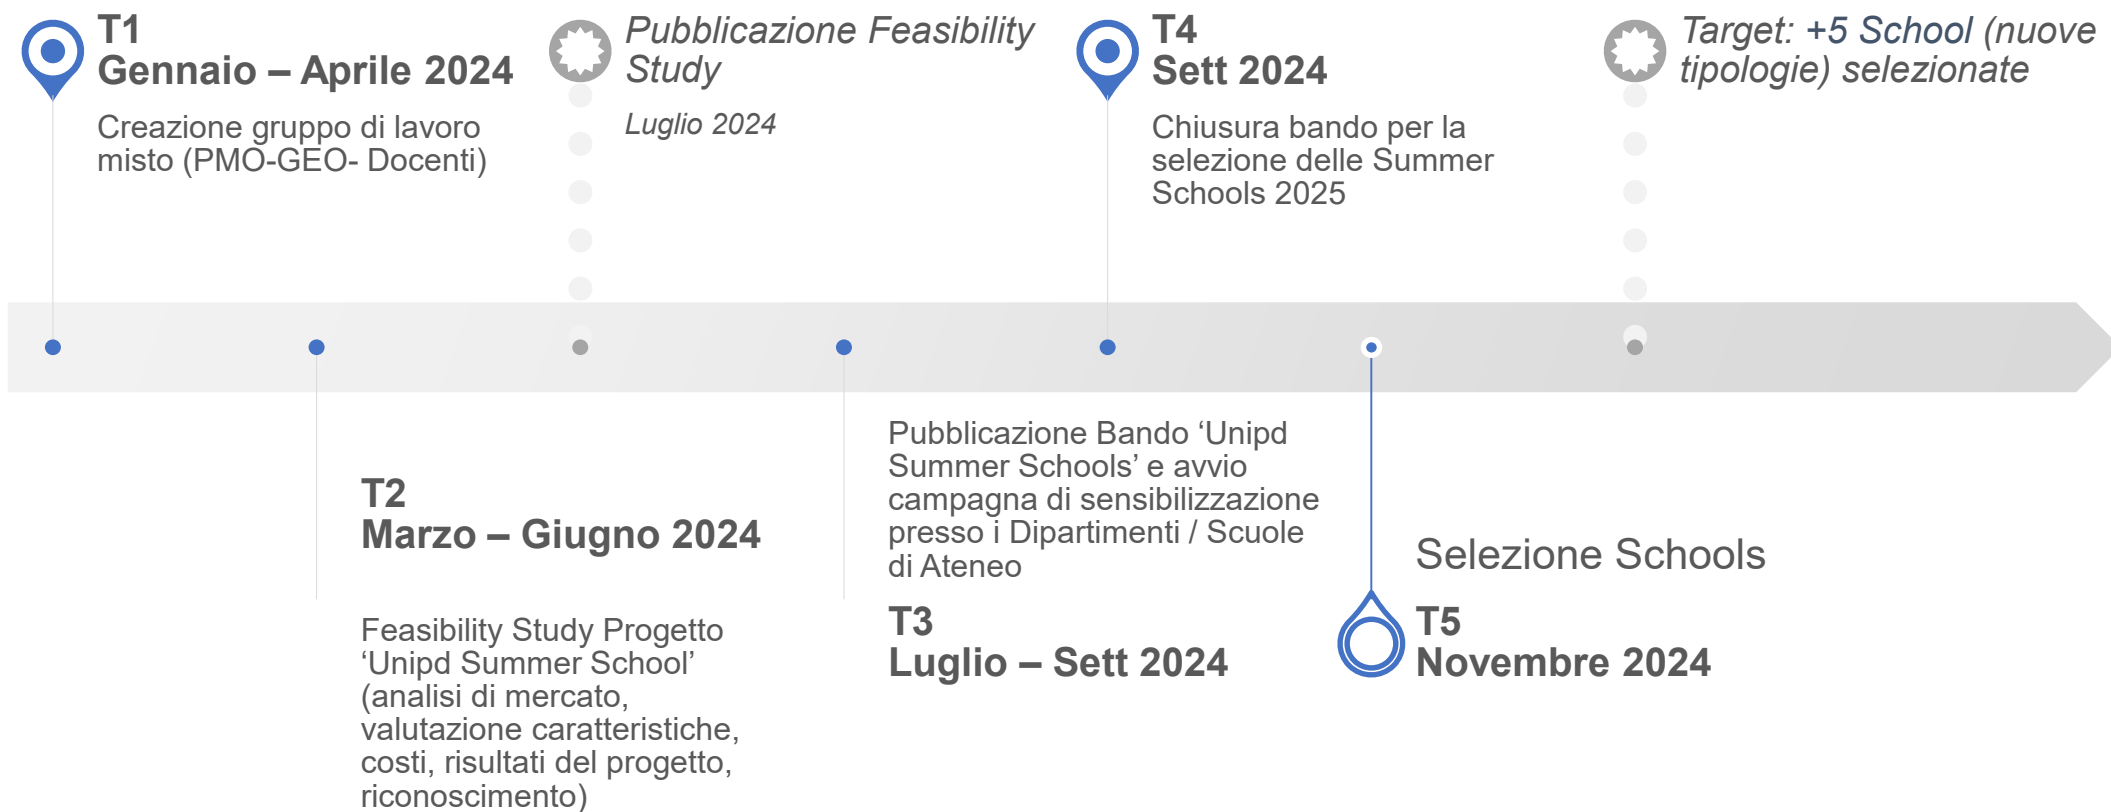 T1
Gennaio – Aprile 2024
Creazione gruppo di lavoro
misto (PMO-GEO- Docenti)
Pubblicazione Feasibility
Study
Luglio 2024
T4
Sett 2024
Chiusura bando per la
selezione delle Summer
Schools 2025
Target: +5 School (nuove
tipologie) selezionate
T2
Marzo – Giugno 2024
Feasibility Study Progetto
‘Unipd Summer School’
(analisi di mercato,
valutazione caratteristiche,
costi, risultati del progetto,
riconoscimento)
Pubblicazione Bando ‘Unipd
Summer Schools’ e avvio
campagna di sensibilizzazione
presso i Dipartimenti / Scuole
di Ateneo
T3
Luglio – Sett 2024
Selezione Schools
T5
Novembre 2024